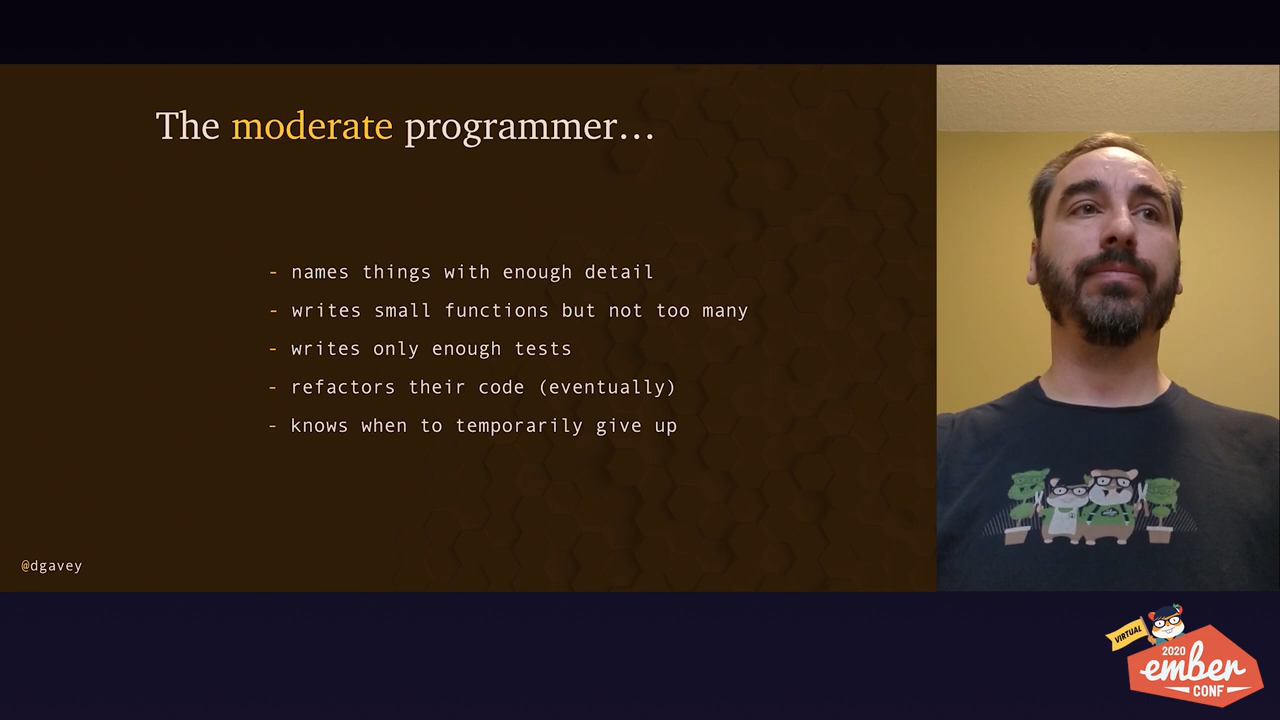 The moderate programmer…
- names things with enough detail
- writes small functions but not too many
- writes only enough tests
- refactors their code (eventually)
- knows when to temporarily give up
@dgavey
VIRTUAL
2020
ember
CONF